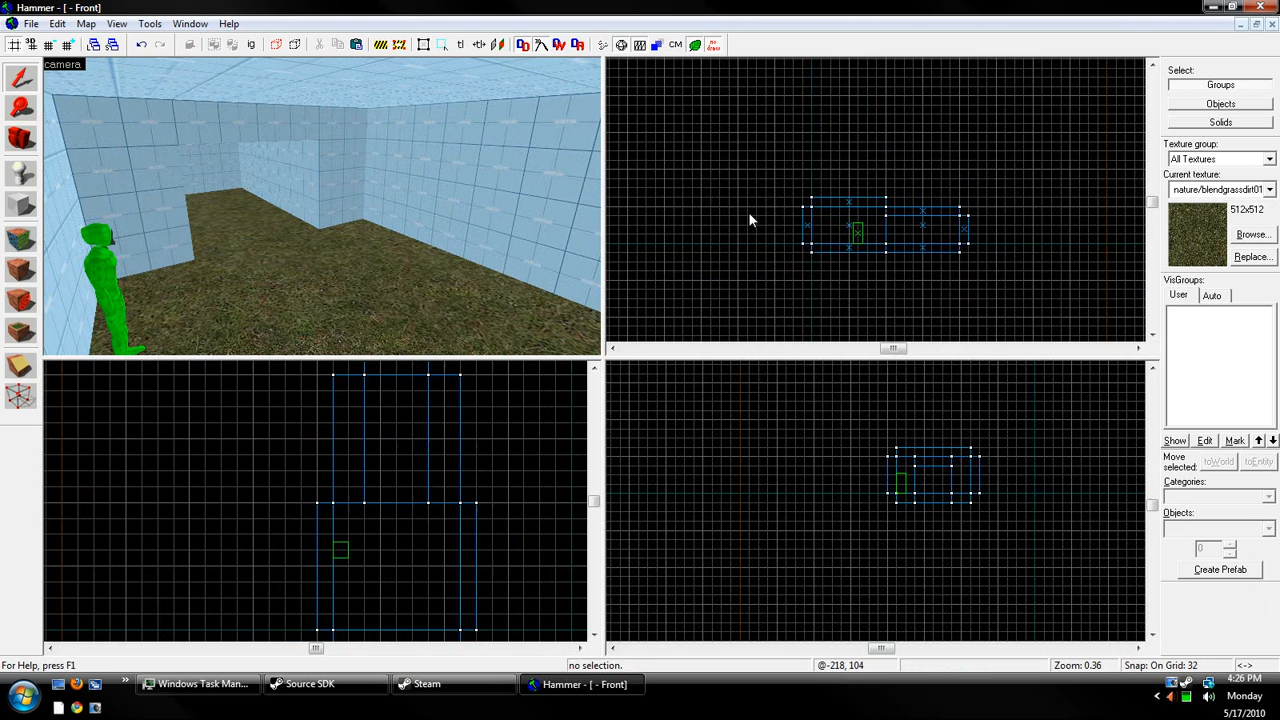 Hammer - [ - Front]
File Edit Map View Tools Window Help
camera
Select:
Groups
Objects
Solids
Texture group:
All Textures
Current texture:
nature/blendgrassdirt01
512x512
Browse...
Replace...
VisGroups:
User Auto
Show Edit Mark
Move selected:
toWorld toEntity
Categories:
Objects:
0
Create Prefab
For Help, press F1
no selection.
@-218, 104
Zoom: 0.36
Snap: On Grid: 32
<->
Windows Task Man...
Source SDK
Steam
Hammer - [ - Front]
4:26 PM
Monday
5/17/2010